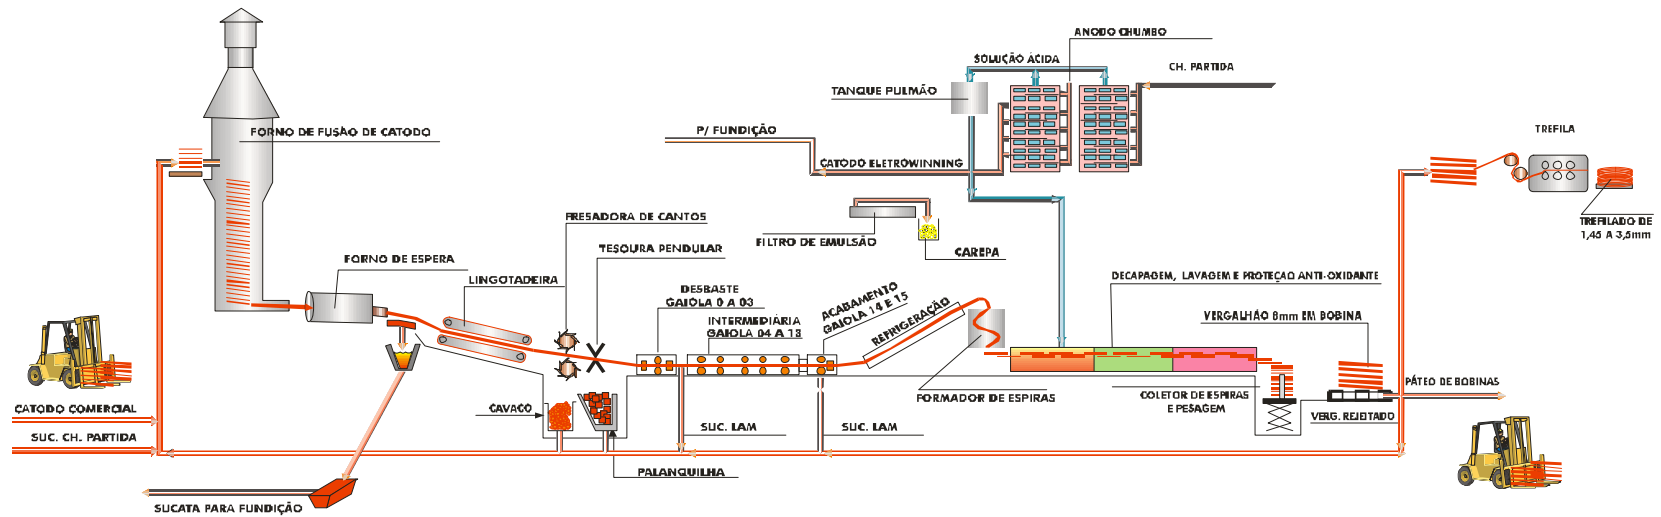 ANODO CHUMBO
SOLUÇÃO ÁCIDA
CH. PARTIDA
TANQUE PULMÃO
FORNO DE FUSÃO DE CATODO
P/ FUNDIÇÃO
TREFILA
CATODO ELETROWINNING
FRESADORA DE CANTOS
TREFILADO DE
1,45 A 3,5mm
FILTRO DE EMULSÃO
TESOURA PENDULAR
CAREPA
FORNO DE ESPERA
LINGOTADEIRA
DECAPAGEM, LAVAGEM E PROTEÇÃO ANTI-OXIDANTE
DESBASTE
GAIOLA 0 A 03
ACABAMENTO
GAIOLA 14 E 15
REFRIGERAÇÃO
INTERMEDIÁRIA
GAIOLA 04 A 13
VERGALHÃO 8mm EM BOBINA
PÁTEO DE BOBINAS
FORMADOR DE ESPIRAS
COLETOR DE ESPIRAS
E PESAGEM
CATODO COMERCIAL
CAVACO
VERG. REJEITADO
SUC. CH. PARTIDA
SUC. LAM
SUC. LAM
PALANQUILHA
SUCATA PARA FUNDIÇÃO